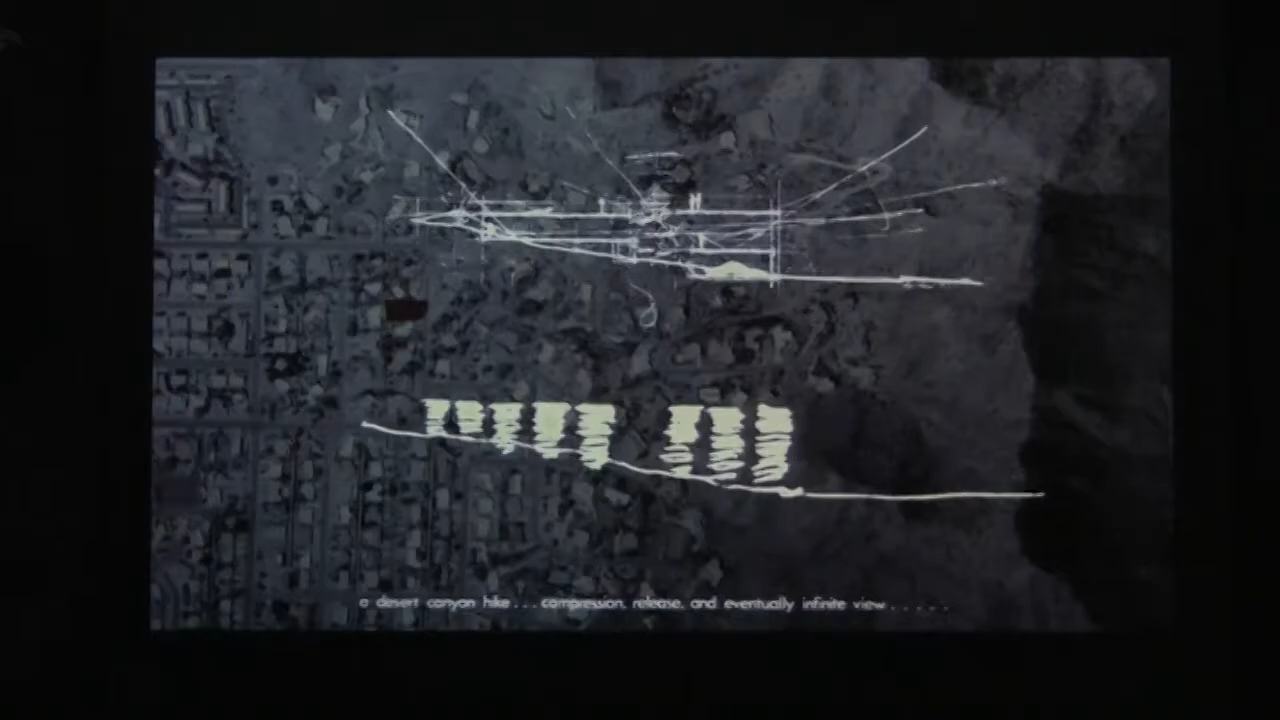 a desert canyon hike . . . compression, release, and eventually infinite view . . . . .